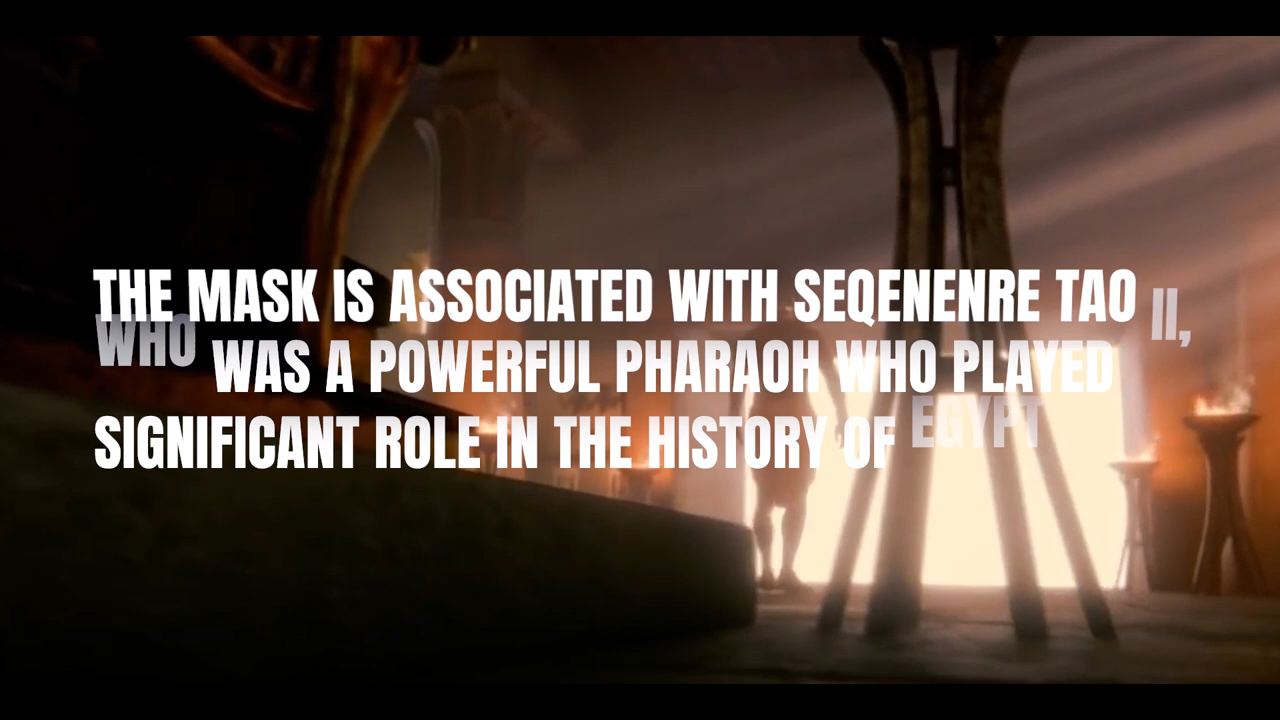 THE MASK IS ASSOCIATED WITH SEQENENRE TAO II,
WHO WAS A POWERFUL PHARAOH WHO PLAYED
SIGNIFICANT ROLE IN THE HISTORY OF EGYPT